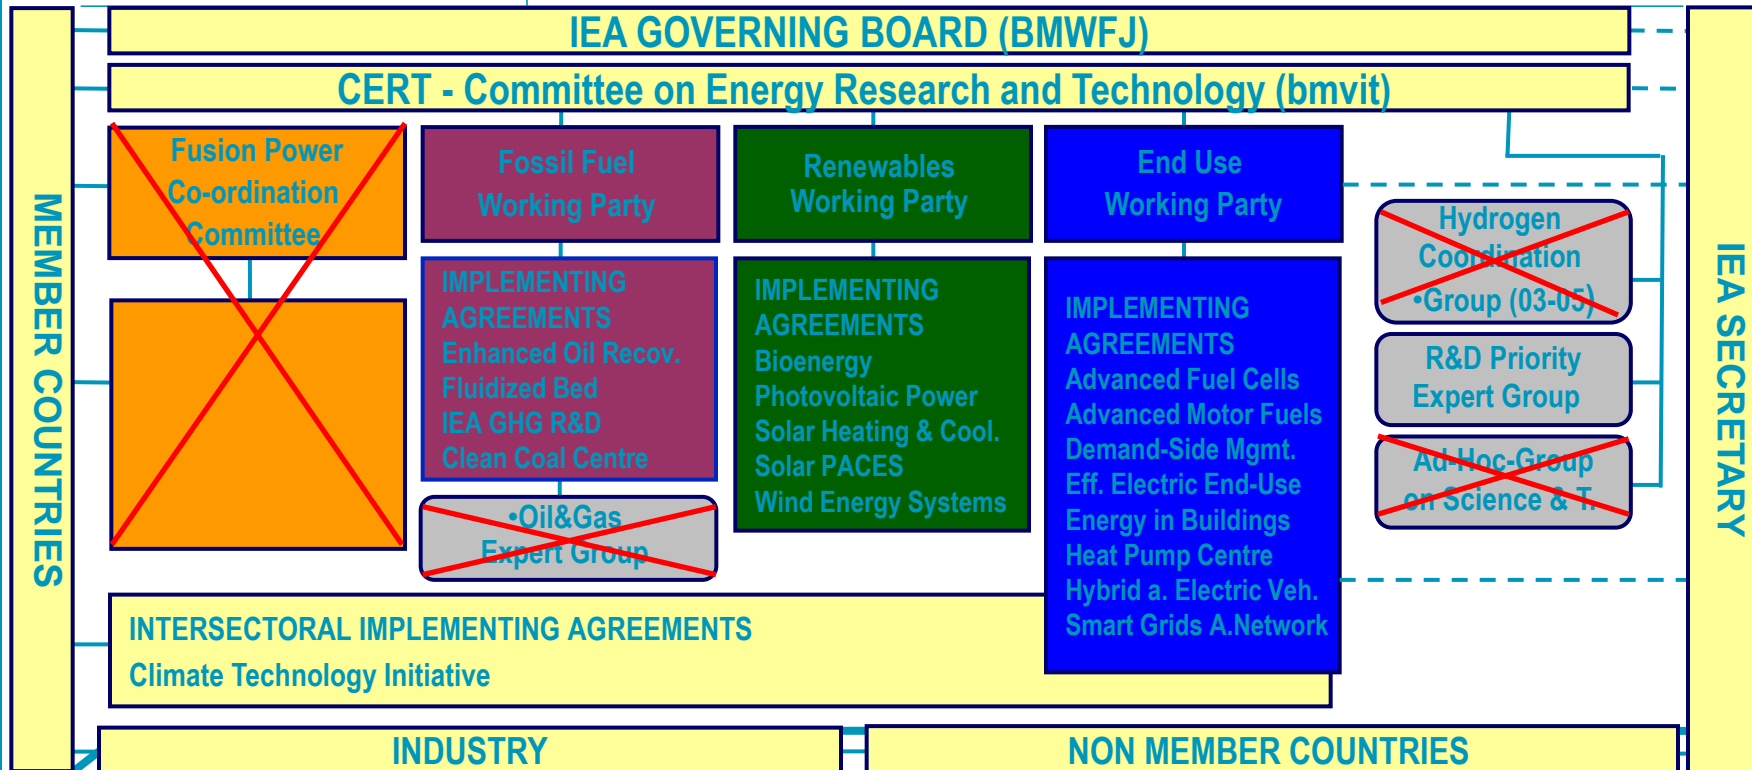 IEA GOVERNING BOARD (BMWFJ)
CERT - Committee on Energy Research and Technology (bmvit)
MEMBER COUNTRIES
Fusion Power
Co-ordination
Committee
Fossil Fuel
Working Party
IMPLEMENTING
AGREEMENTS
Enhanced Oil Recov.
Fluidized Bed
IEA GHG R&D
Clean Coal Centre
•Oil&Gas
Expert Group
Renewables
Working Party
IMPLEMENTING
AGREEMENTS
Bioenergy
Photovoltaic Power
Solar Heating & Cool.
Solar PACES
Wind Energy Systems
End Use
Working Party
IMPLEMENTING
AGREEMENTS
Advanced Fuel Cells
Advanced Motor Fuels
Demand-Side Mgmt.
Eff. Electric End-Use
Energy in Buildings
Heat Pump Centre
Hybrid a. Electric Veh.
Smart Grids A.Network
Hydrogen
Coordination
•Group (03-05)
R&D Priority
Expert Group
Ad-Hoc-Group
on Science & T.
IEA SECRETARY
INTERSECTORAL IMPLEMENTING AGREEMENTS
Climate Technology Initiative
INDUSTRY
NON MEMBER COUNTRIES